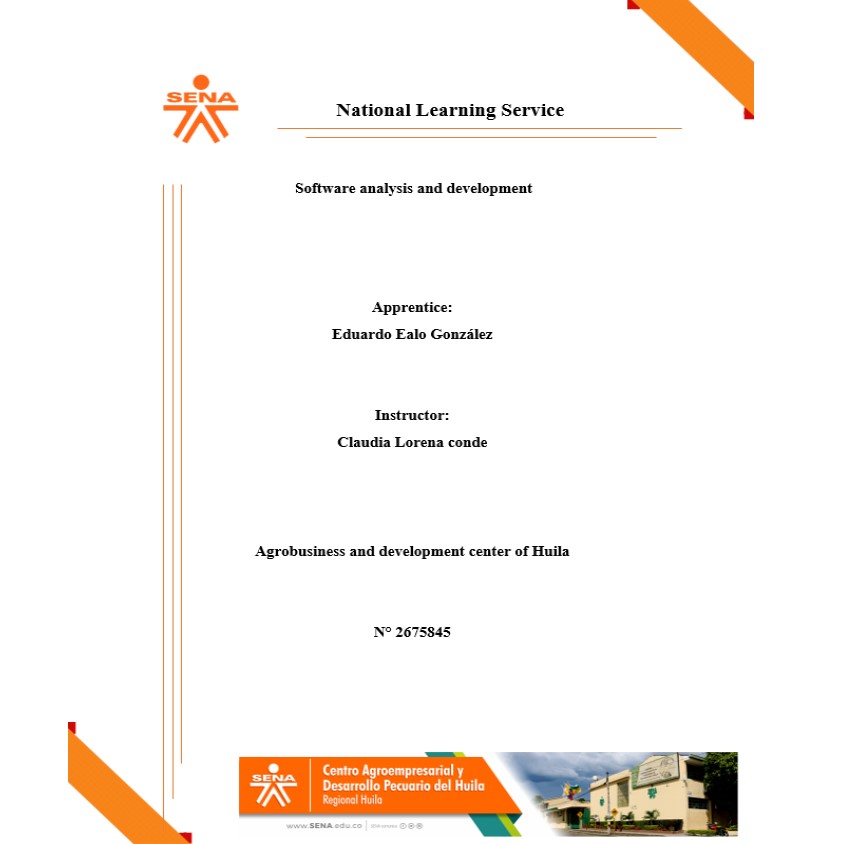 SENA
National Learning Service
Software analysis and development
Apprentice:
Eduardo Ealo González
Instructor:
Claudia Lorena conde
Agrobusiness and development center of Huila
N° 2675845
SENA
Centro Agroempresarial y
Desarrollo Pecuario del Huila
Regional Huila
www.SENA.edu.co